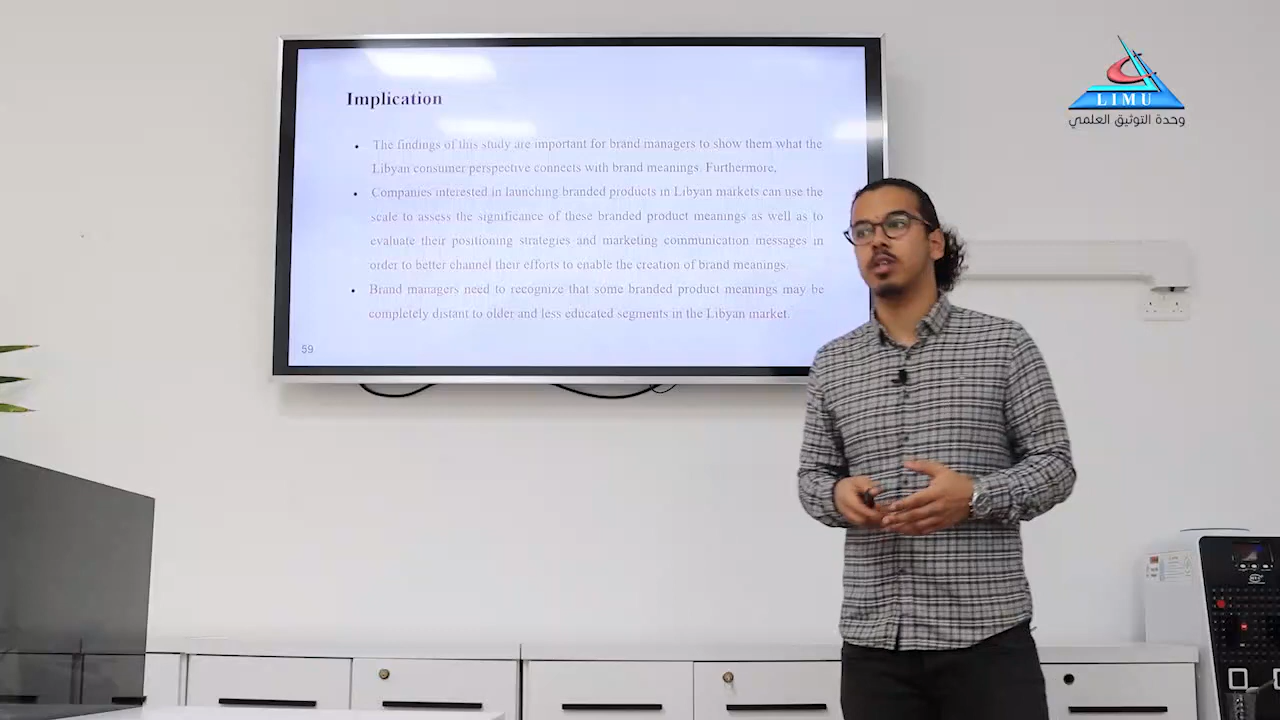 Implication
• The findings of this study are important for brand managers to show them what the
Libyan consumer perspective connects with brand meanings. Furthermore,
• Companies interested in launching branded products in Libyan markets can use the
scale to assess the significance of these branded product meanings as well as to
evaluate their positioning strategies and marketing communication messages in
order to better channel their efforts to enable the creation of brand meanings.
• Brand managers need to recognize that some branded product meanings may be
completely distant to older and less educated segments in the Libyan market.
59
LIMU
وحدة التوثيق العلمي